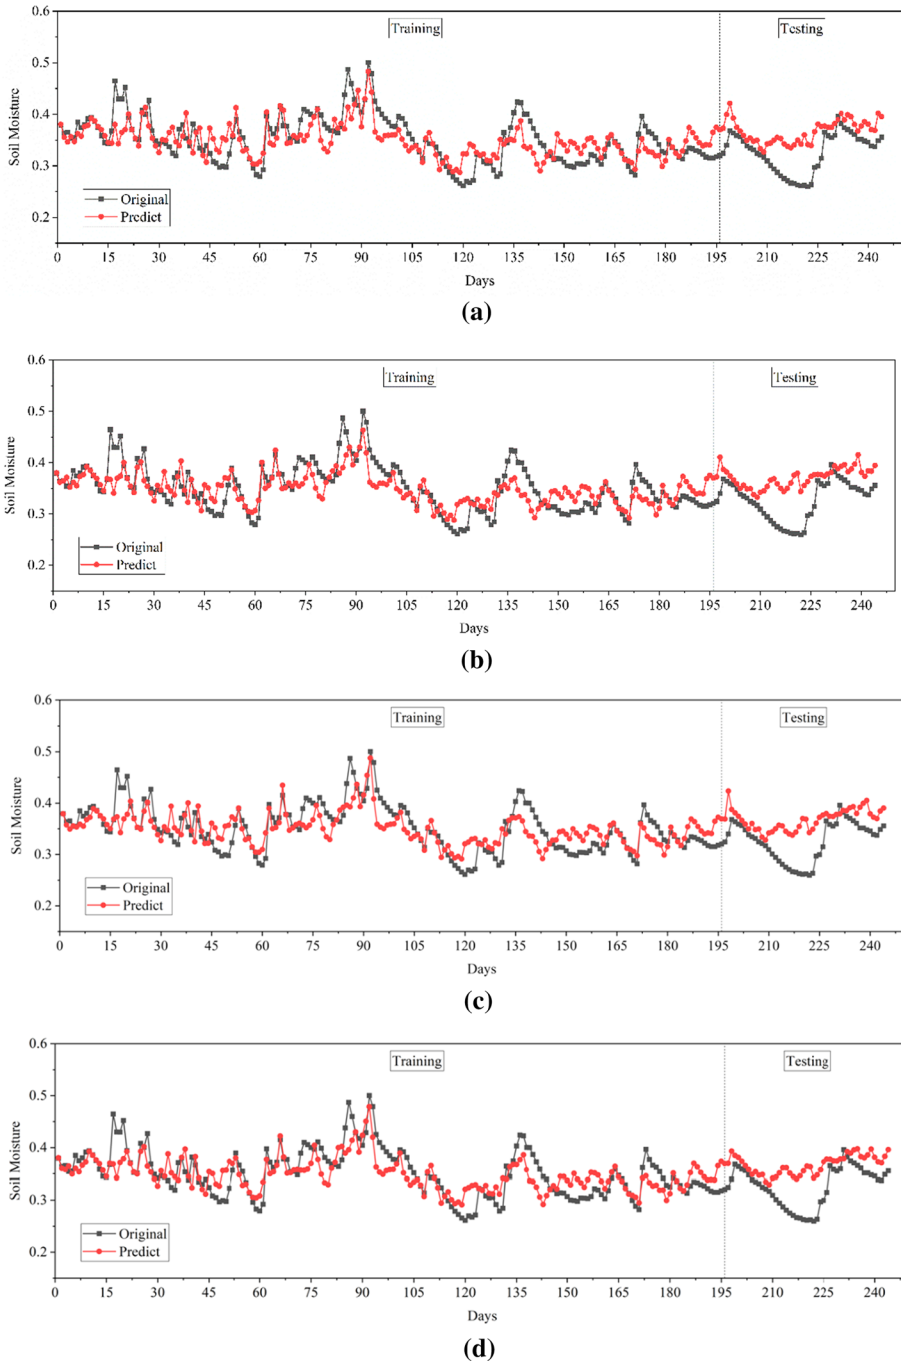 0.6
Training
Testing
0.5
0.4
Soil Moisture
0.3
Original
0.2
Predict
0 15 30 45 60 75 90 105 120 135 150 165 180 195 210 225 240
Days
(a)
0.6
Training
Testing
0.5
0.4
Soil Moisture
0.3
Original
0.2
Predict
0 15 30 45 60 75 90 105 120 135 150 165 180 195 210 225 240
Days
(b)
0.6
Training
Testing
0.5
0.4
Soil Moisture
0.3
Original
0.2
Predict
0 15 30 45 60 75 90 105 120 135 150 165 180 195 210 225 240
Days
(c)
0.6
Training
Testing
0.5
0.4
Soil Moisture
0.3
Original
0.2
Predict
0 15 30 45 60 75 90 105 120 135 150 165 180 195 210 225 240
Days
(d)